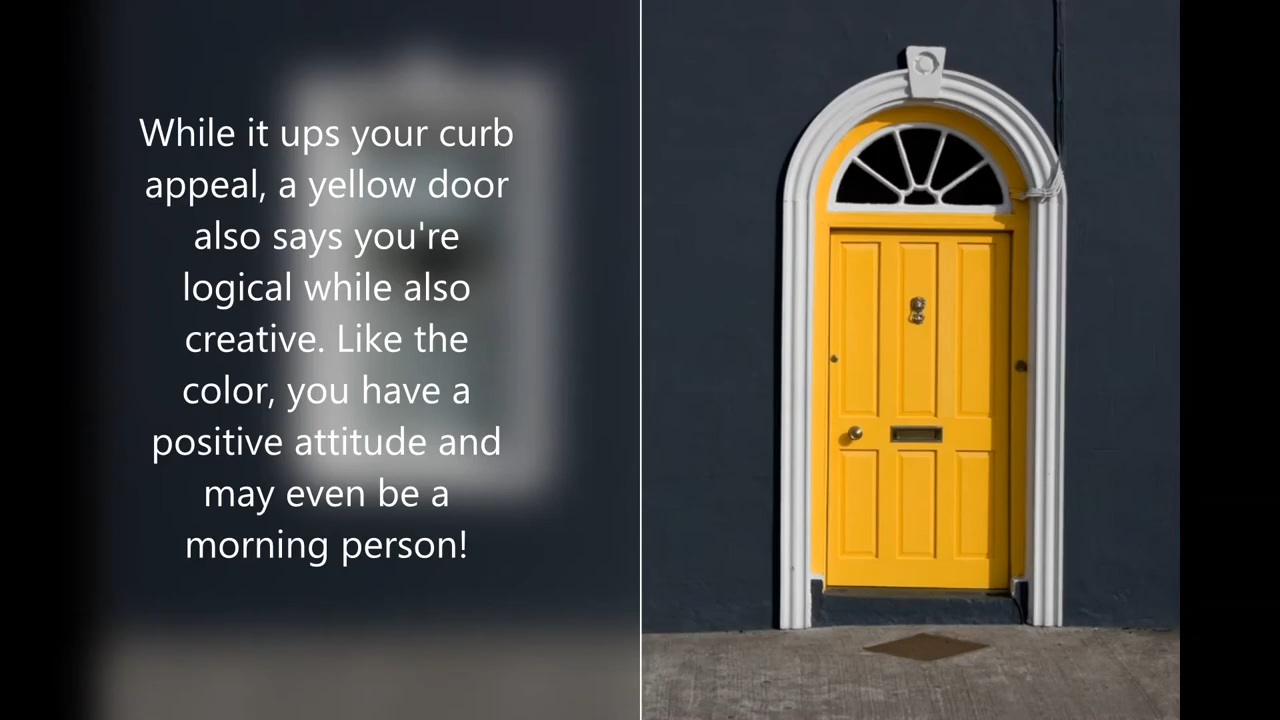 While it ups your curb
appeal, a yellow door
also says you're
logical while also
creative. Like the
color, you have a
positive attitude and
may even be a
morning person!